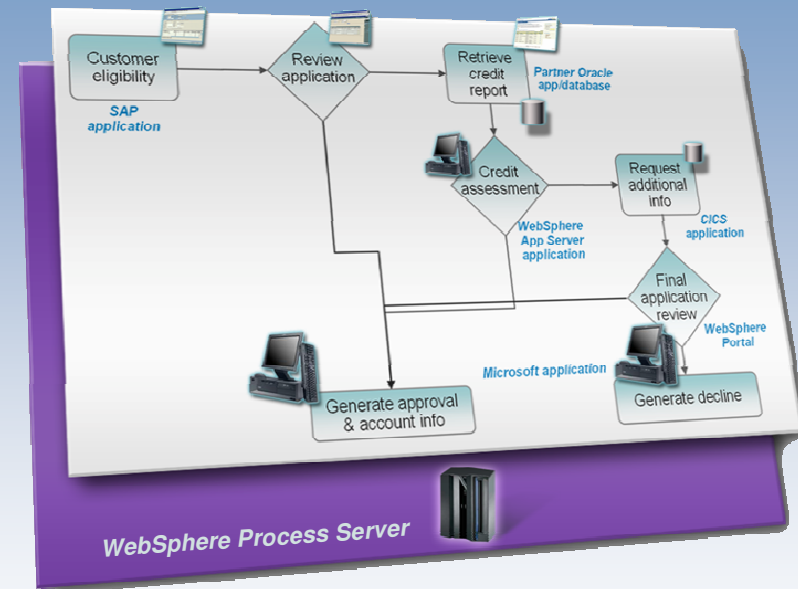 Customer
eligibility
SAP
application
Review
application
Retrieve
credit
report
Partner Oracle
app/database
Credit
assessment
WebSphere
App Server
application
Request
additional
info
CICS
application
Final
application
review
WebSphere
Portal
Microsoft application
Generate approval
& account info
Generate decline
WebSphere Process Server